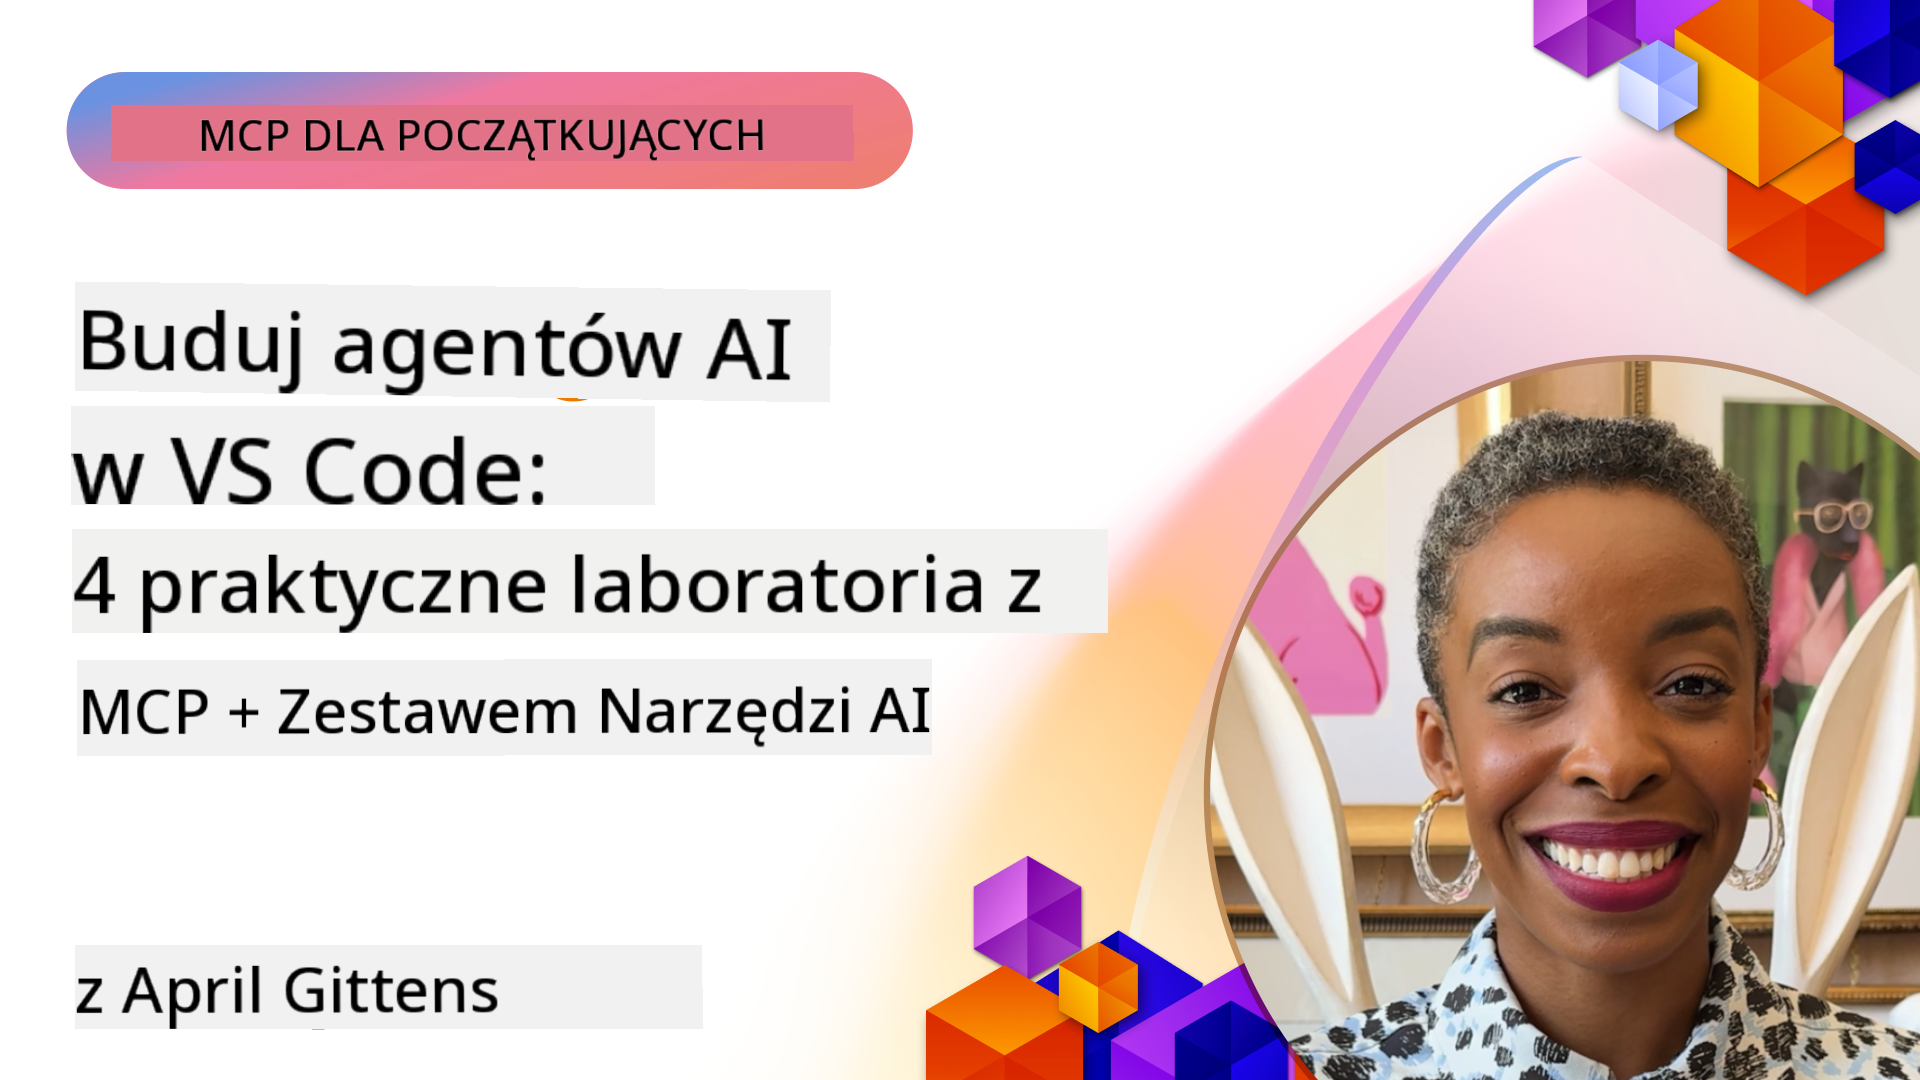 MCP DLA POCZĄTKUJĄCYCH
Buduj agentów AI
w VS Code:
4 praktyczne laboratoria z
MCP + Zestawem Narzędzi AI
z April Gittens